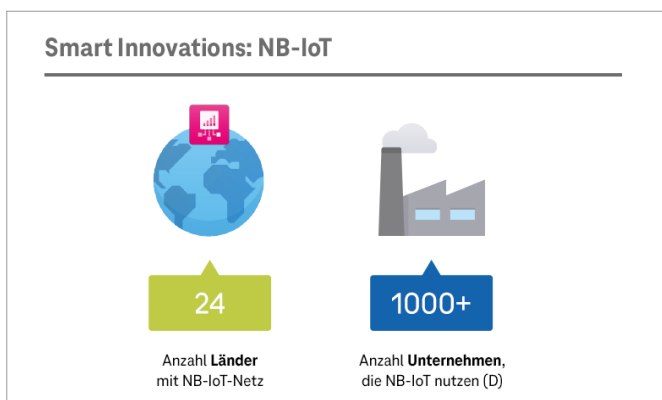 Smart Innovations: NB-IoT
24
1000+
Anzahl Länder
mit NB-IoT-Netz
Anzahl Unternehmen,
die NB-IoT nutzen (D)